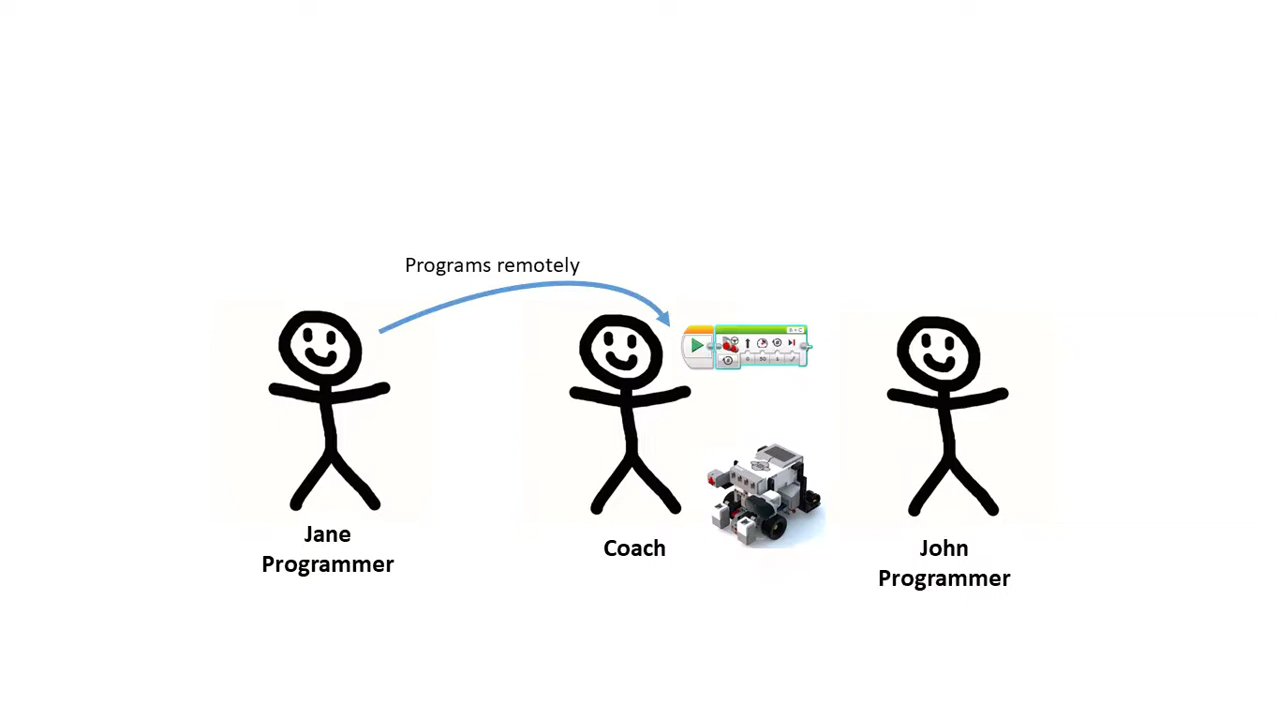 Programs remotely
Jane
Programmer
Coach
John
Programmer